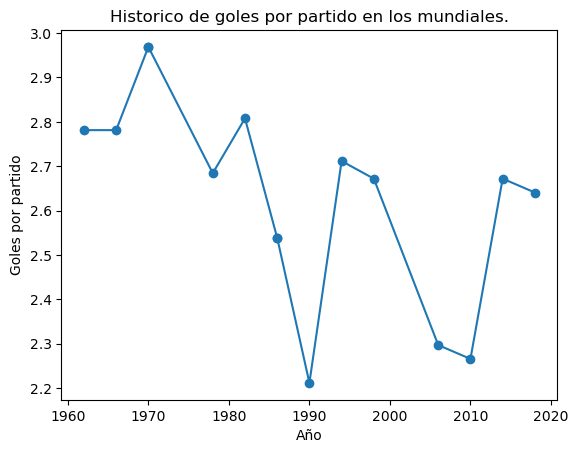 Historico de goles por partido en los mundiales.
3.0
2.9
2.8
2.7
2.6
2.5
2.4
2.3
2.2
Goles por partido
1960 1970 1980 1990 2000 2010 2020
Año